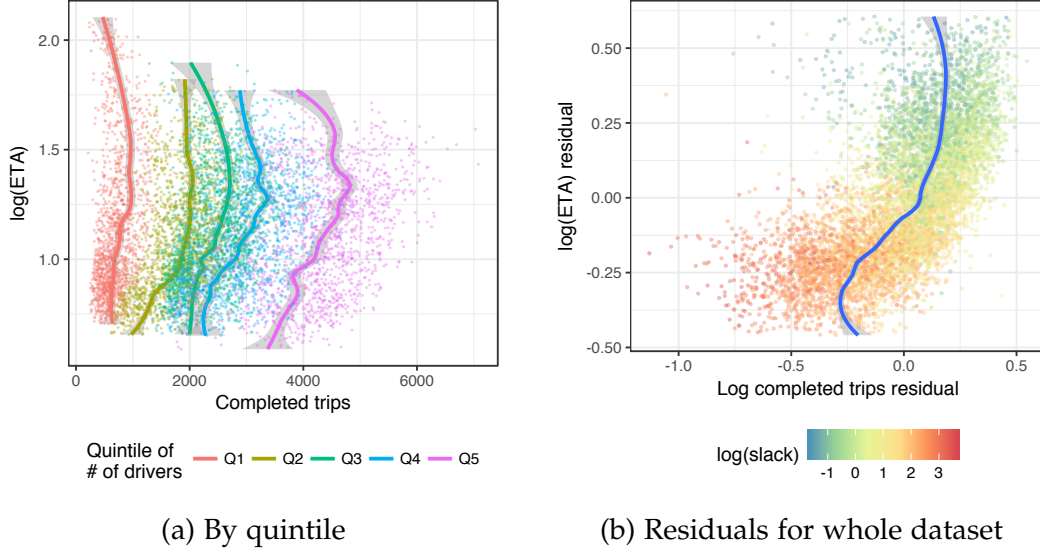 2.0
1.5
1.0
log(ETA)
0
2000
4000
6000
Completed trips
Quintile of
# of drivers
Q1
Q2
Q3
Q4
Q5
(a) By quintile
0.50
0.25
0.00
-0.25
-0.50
log(ETA) residual
-1.0
-0.5
0.0
0.5
Log completed trips residual
log(slack)
-1 0 1 2 3
(b) Residuals for whole dataset